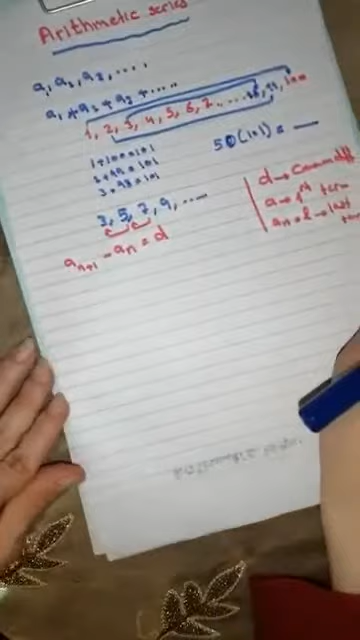 Arithmetic series
a₁, a₂, a₃, ....
a₁ + a₂ + a₃ + .....
1, 2, 3, 4, 5, 6, 7, ..... 98, 99, 100
1+100=101
2+99=101
3+98=101
50(101) =
3, 5, 7, 9, .....
aₙ₊₁ - aₙ = d
d → common diff
a → 1st term
aₙ = l → last